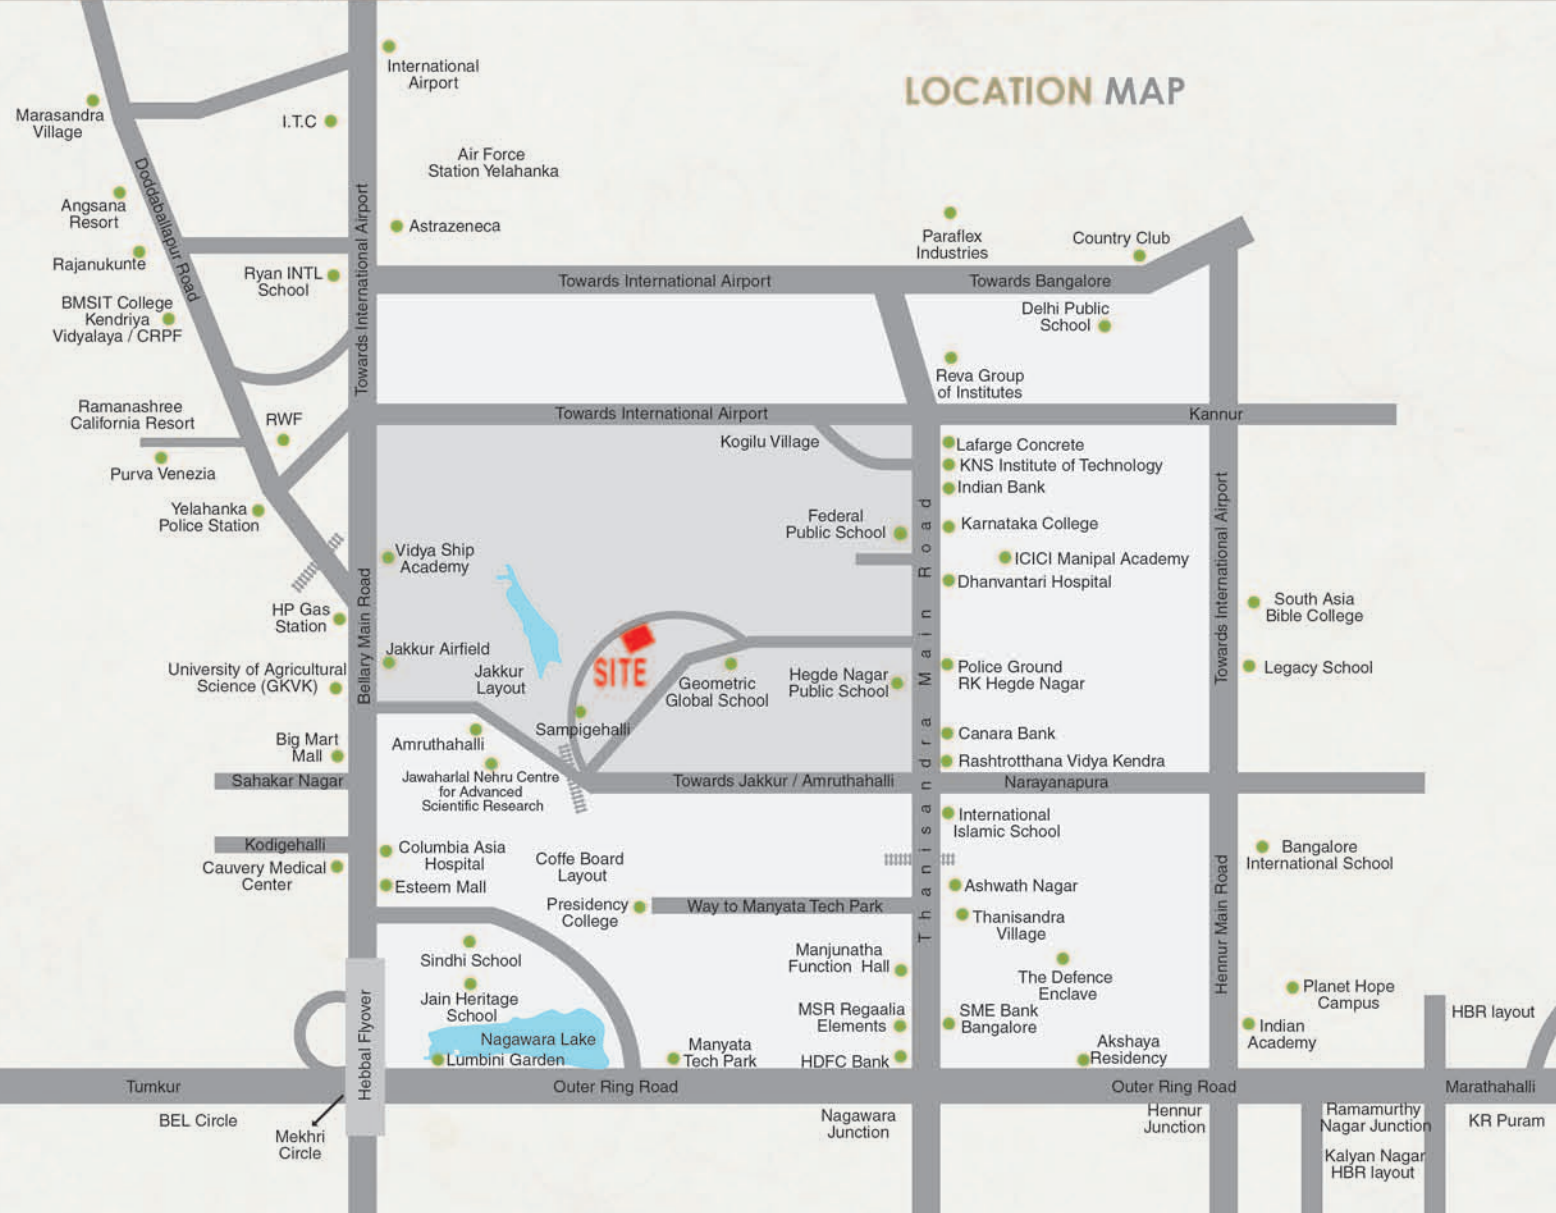 LOCATION MAP
International
Airport
Marasandra
Village
I.T.C
Air Force
Station Yelahanka
Doddaballapur Road
Towards International Airport
Angsana
Resort
Astrazeneca
Paraflex
Industries
Country Club
Rajanukunte
Ryan INTL
School
Towards International Airport
Towards Bangalore
BMSIT College
Kendriya
Vidyalaya / CRPF
Delhi Public
School
Reva Group
of Institutes
Ramanashree
California Resort
RWF
Towards International Airport
Kannur
Kogilu Village
Lafarge Concrete
KNS Institute of Technology
Indian Bank
Purva Venezia
Yelahanka
Police Station
Federal
Public School
Karnataka College
Towards International Airport
Vidya Ship
Academy
ICICI Manipal Academy
Dhanvantari Hospital
Bellary Main Road
Thanisandra Main Road
HP Gas
Station
South Asia
Bible College
Jakkur Airfield
University of Agricultural
Science (GKVK)
Jakkur
Layout
SITE
Geometric
Global School
Hegde Nagar
Public School
Police Ground
RK Hegde Nagar
Legacy School
Sampigehalli
Amruthahalli
Big Mart
Mall
Canara Bank
Rashtrotthana Vidya Kendra
Sahakar Nagar
Jawaharlal Nehru Centre
for Advanced
Scientific Research
Towards Jakkur / Amruthahalli
Narayanapura
International
Islamic School
Kodigehalli
Columbia Asia
Hospital
Coffe Board
Layout
Bangalore
International School
Cauvery Medical
Center
Esteem Mall
Ashwath Nagar
Presidency
College
Way to Manyata Tech Park
Thanisandra
Village
Hennur Main Road
Sindhi School
Manjunatha
Function Hall
The Defence
Enclave
Jain Heritage
School
Planet Hope
Campus
HBR layout
MSR Regaalia
Elements
SME Bank
Bangalore
Indian
Academy
Nagawara Lake
Lumbini Garden
Manyata
Tech Park
HDFC Bank
Akshaya
Residency
Hebbal Flyover
Tumkur
Outer Ring Road
Outer Ring Road
Marathahalli
BEL Circle
Mekhri
Circle
Nagawara
Junction
Hennur
Junction
Ramamurthy
Nagar Junction
KR Puram
Kalyan Nagar
HBR layout